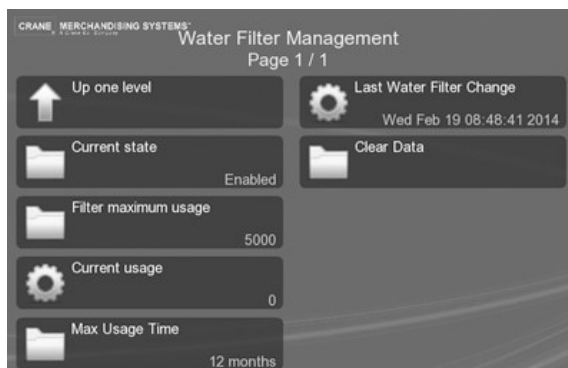 CRANE MERCHANDISING SYSTEMS
Water Filter Management
Page 1 / 1
Up one level
Last Water Filter Change
Wed Feb 19 08:48:41 2014
Current state
Enabled
Clear Data
Filter maximum usage
5000
Current usage
0
Max Usage Time
12 months